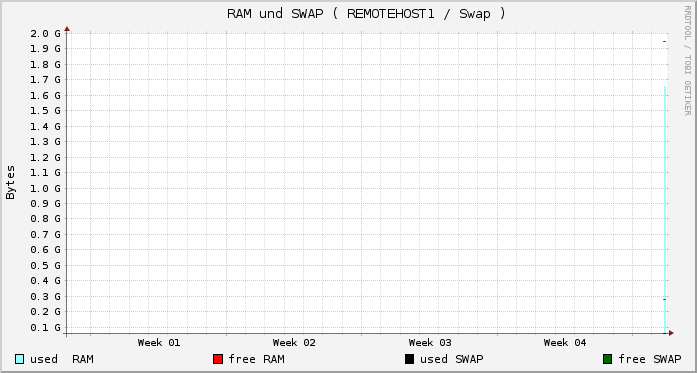 RAM und SWAP ( REMOTEHOST1 / Swap )
RRDTOOL / TOBI OETIKER
Bytes
2.0 G
1.9 G
1.8 G
1.7 G
1.6 G
1.5 G
1.4 G
1.3 G
1.2 G
1.1 G
1.0 G
0.9 G
0.8 G
0.7 G
0.6 G
0.5 G
0.4 G
0.3 G
0.2 G
0.1 G
Week 01 Week 02 Week 03 Week 04
used RAM free RAM used SWAP free SWAP